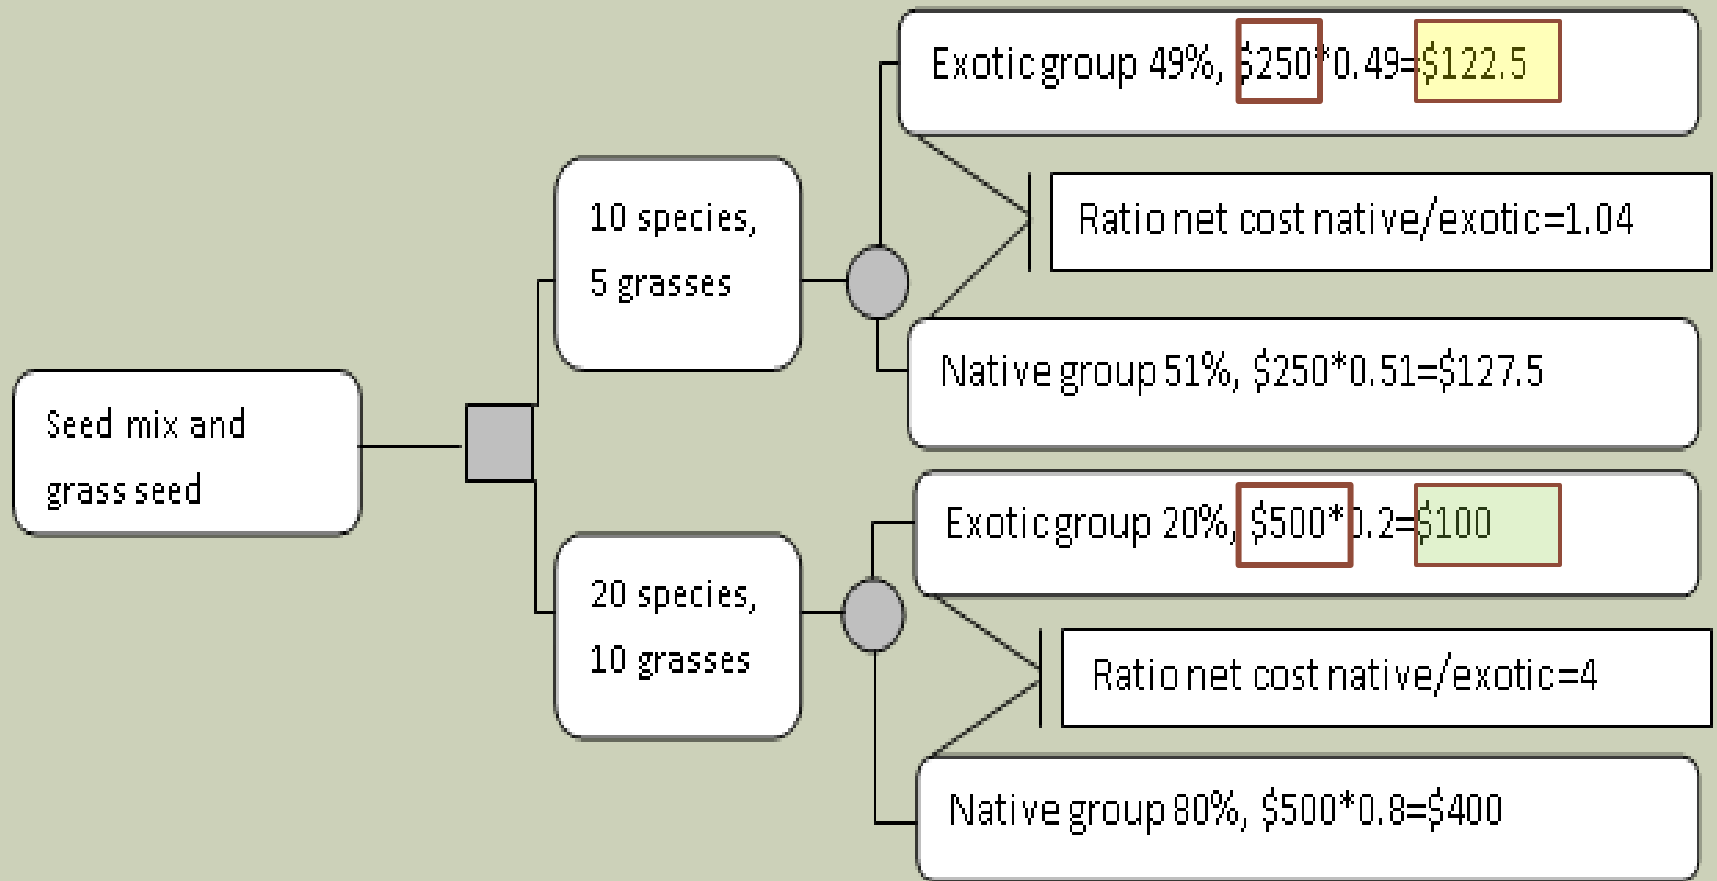 Exotic group 49%, $250*0.49=$122.5
10 species,
5 grasses
Ratio net cost native/exotic=1.04
Native group 51%, $250*0.51=$127.5
Seed mix and
grass seed
Exotic group 20%, $500*0.2=$100
20 species,
10 grasses
Ratio net cost native/exotic=4
Native group 80%, $500*0.8=$400